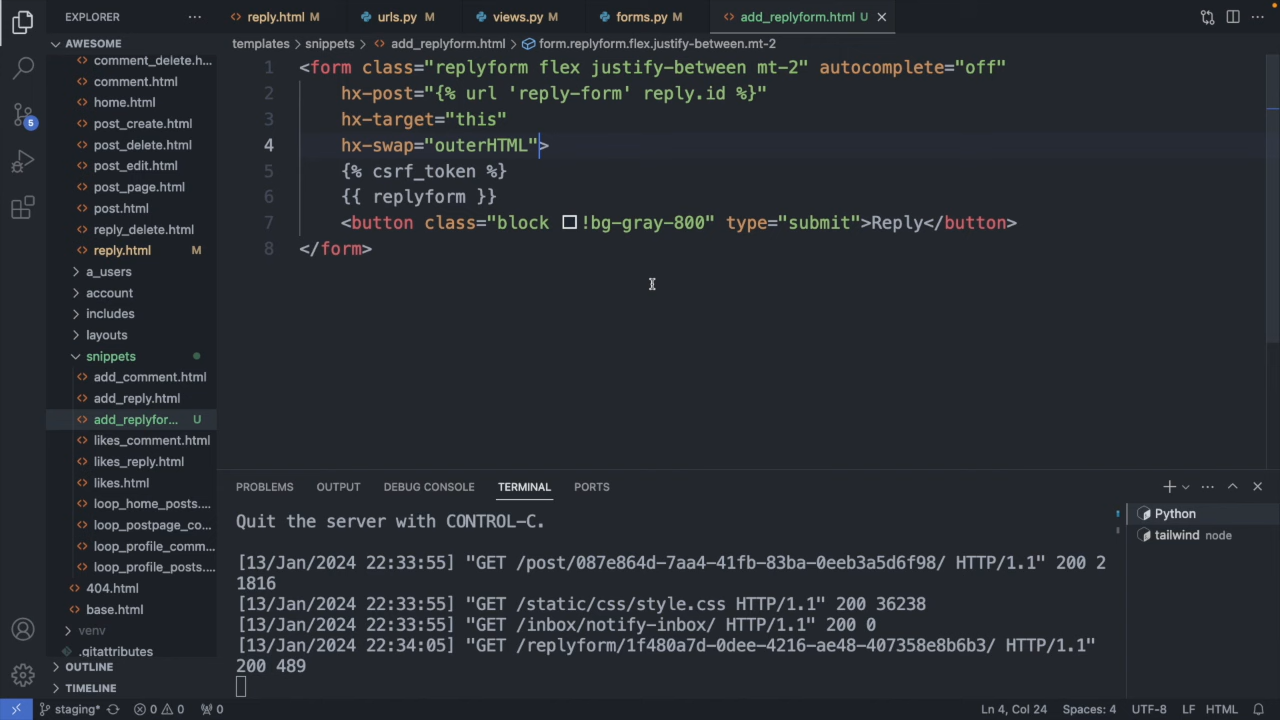 EXPLORER
reply.html M
urls.py M
views.py M
forms.py M
add_replyform.html U
AWESOME
templates > snippets > add_replyform.html > form.replyform.flex.justify-between.mt-2
comment_delete.h...
comment.html
home.html
post_create.html
post_delete.html
post_edit.html
post_page.html
post.html
reply_delete.html
reply.html M
a_users
account
includes
layouts
snippets
add_comment.html
add_reply.html
add_replyfor... U
likes_comment.html
likes_reply.html
likes.html
loop_home_posts....
loop_postpage_co...
loop_profile_comm...
loop_profile_posts....
404.html
base.html
venv
.gitattributes
OUTLINE
TIMELINE
5
1 <form class="replyform flex justify-between mt-2" autocomplete="off"
2 hx-post="{% url 'reply-form' reply.id %}"
3 hx-target="this"
4 hx-swap="outerHTML">
5 {% csrf_token %}
6 {{ replyform }}
7 <button class="block !bg-gray-800" type="submit">Reply</button>
8 </form>
PROBLEMS OUTPUT DEBUG CONSOLE TERMINAL PORTS
Quit the server with CONTROL-C.
[13/Jan/2024 22:33:55] "GET /post/087e864d-7aa4-41fb-83ba-0eeb3a5d6f98/ HTTP/1.1" 200 2
1816
[13/Jan/2024 22:33:55] "GET /static/css/style.css HTTP/1.1" 200 36238
[13/Jan/2024 22:33:55] "GET /inbox/notify-inbox/ HTTP/1.1" 200 0
[13/Jan/2024 22:34:05] "GET /replyform/1f480a7d-0dee-4216-ae48-407358e8b6b3/ HTTP/1.1"
200 489
Python
tailwind node
staging* 0 0 0 Ln 4, Col 24 Spaces: 4 UTF-8 LF HTML